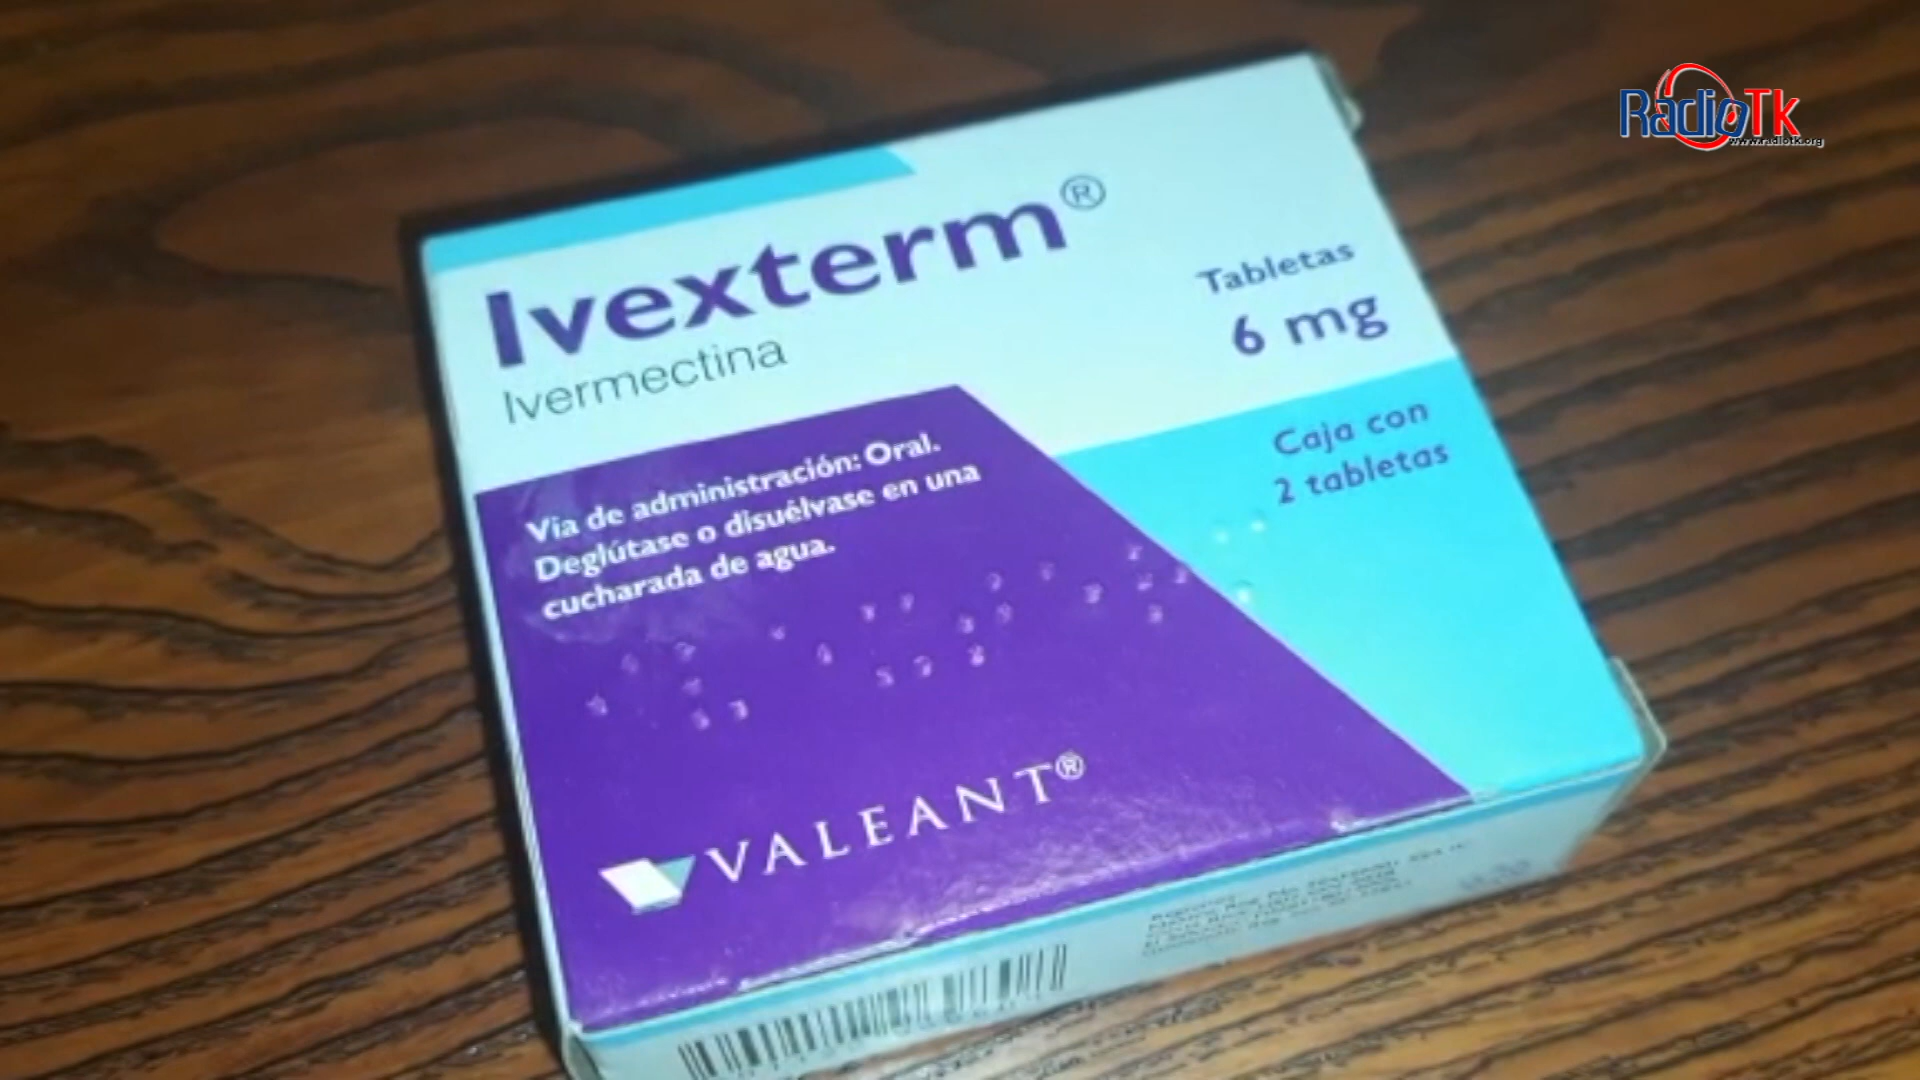 RadioTk
www.radiotk.org
Ivexterm®
Ivermectina
Tabletas
6 mg
Caja con
2 tabletas
Vía de administración: Oral.
Deglútase o disuélvase en una
cucharada de agua.
VALEANT®